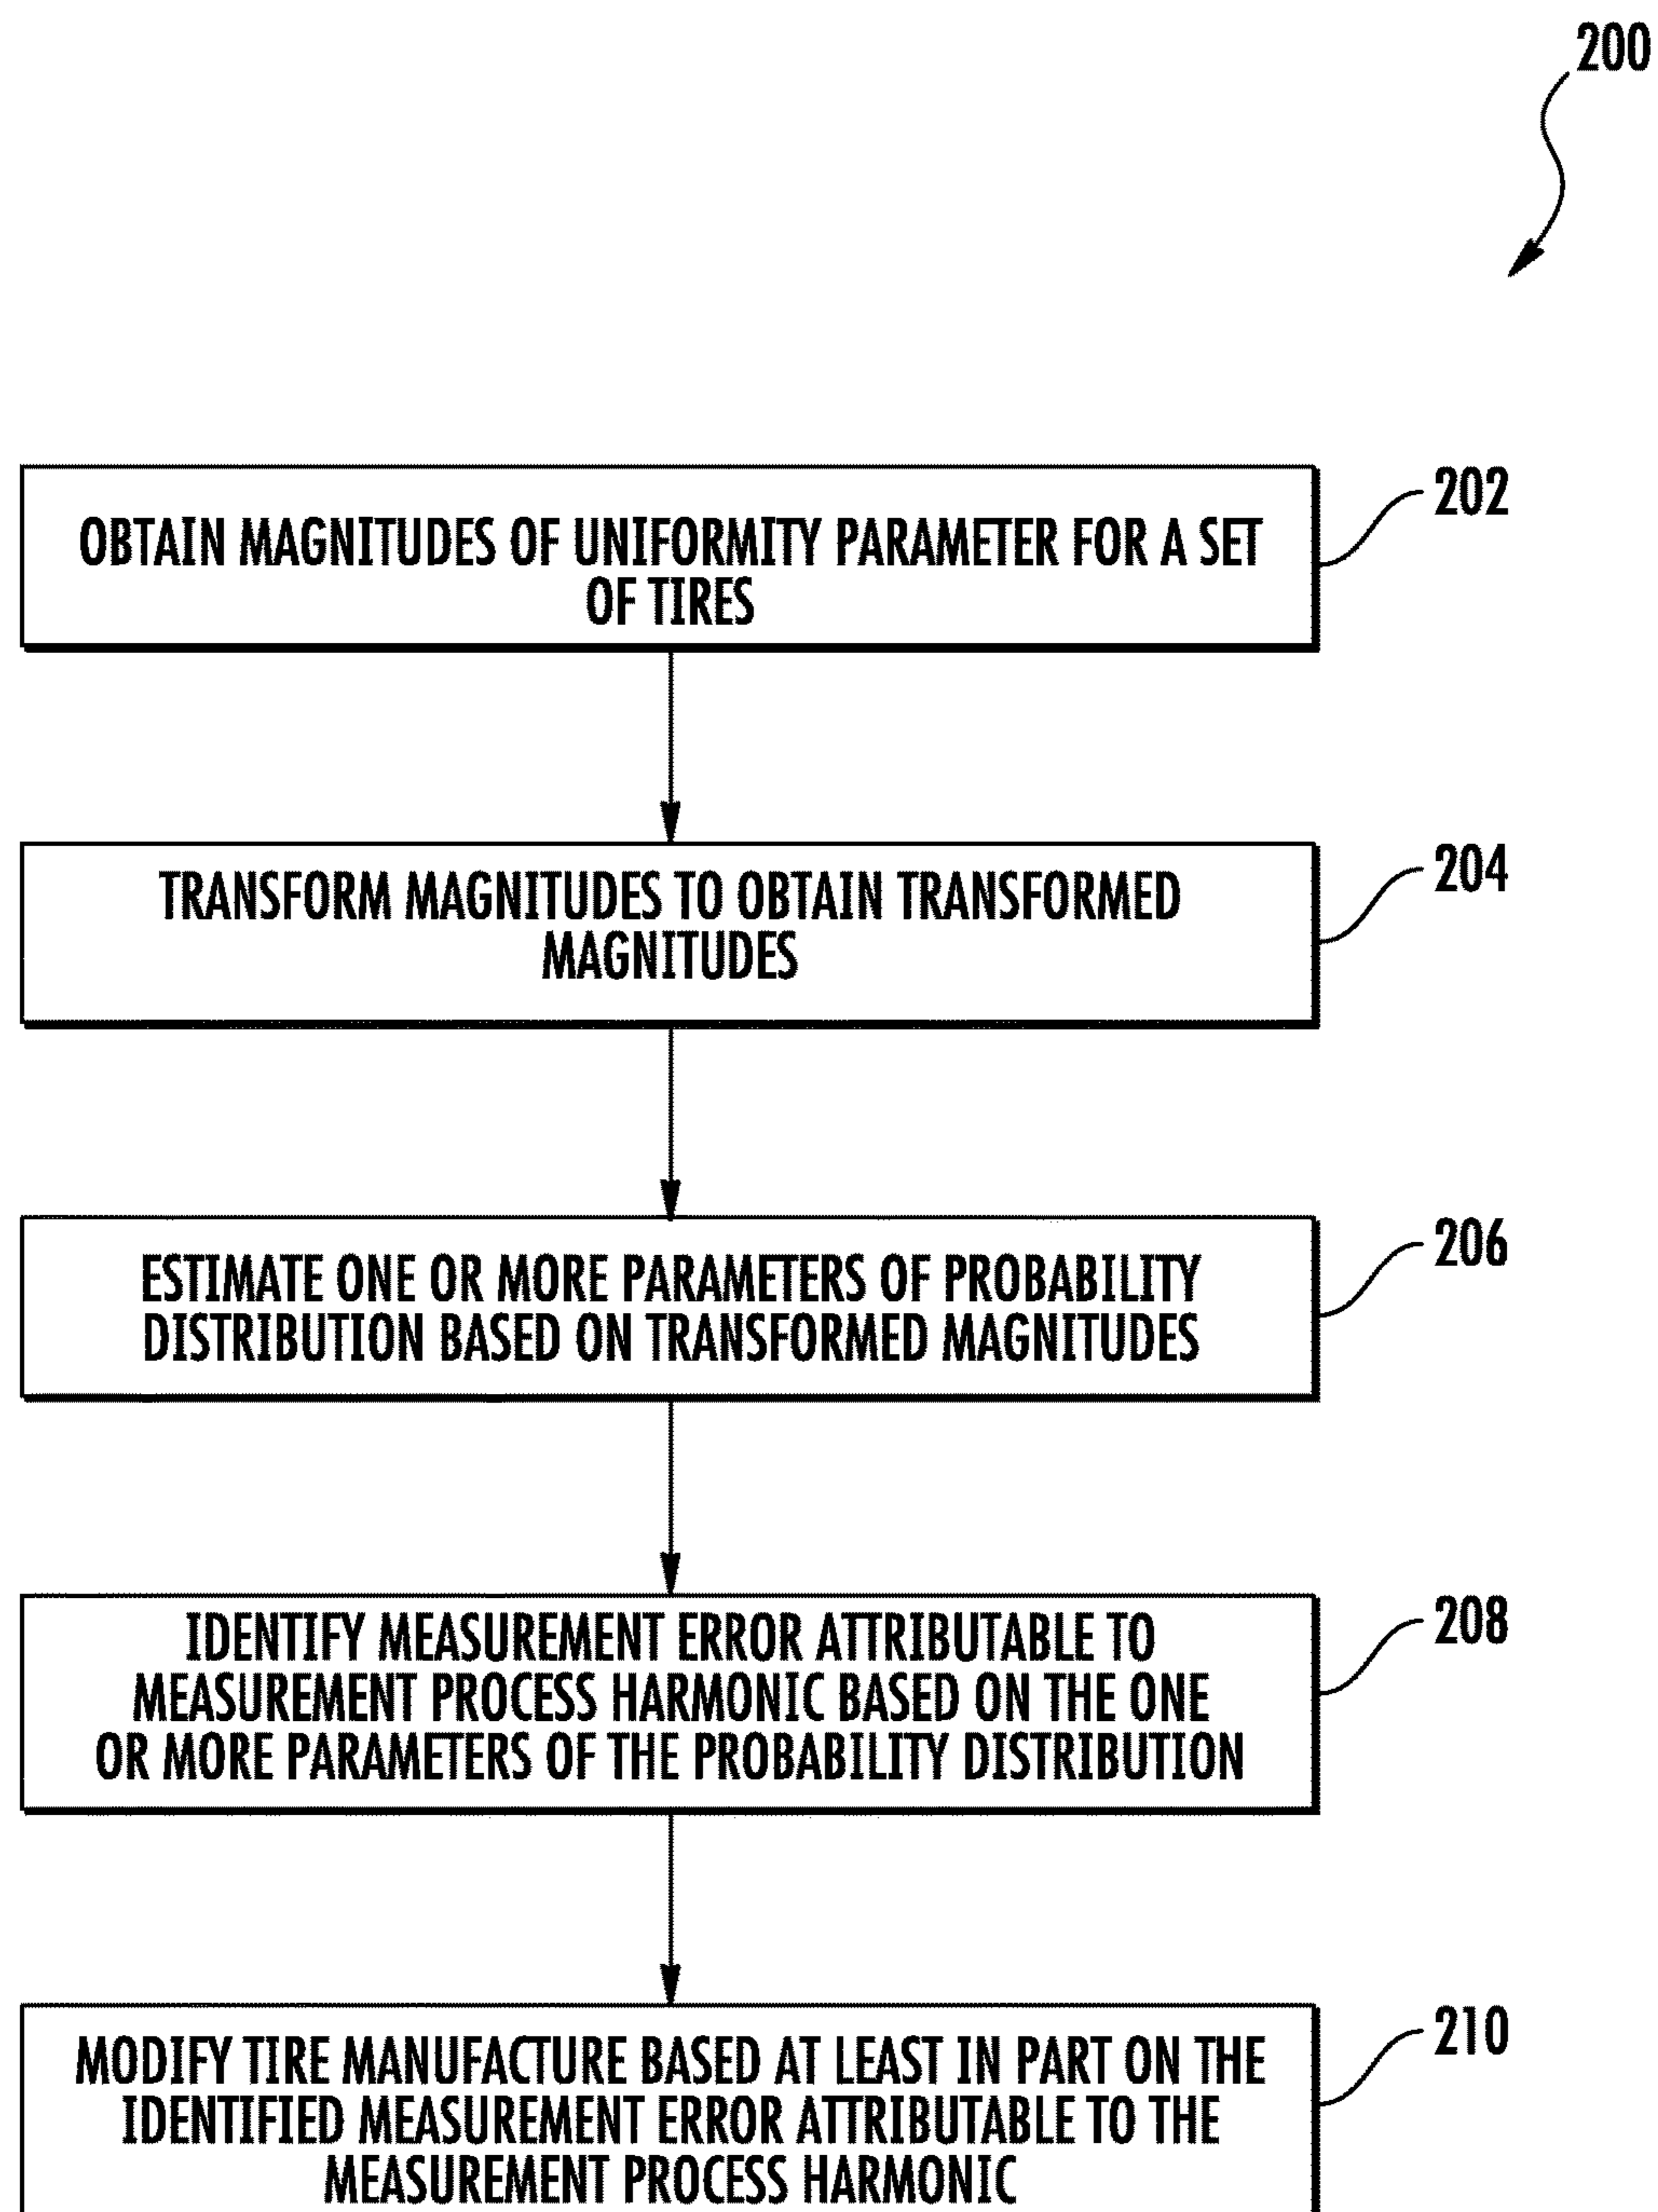 200
202
OBTAIN MAGNITUDES OF UNIFORMITY PARAMETER FOR A SET
OF TIRES
204
TRANSFORM MAGNITUDES TO OBTAIN TRANSFORMED
MAGNITUDES
206
ESTIMATE ONE OR MORE PARAMETERS OF PROBABILITY
DISTRIBUTION BASED ON TRANSFORMED MAGNITUDES
208
IDENTIFY MEASUREMENT ERROR ATTRIBUTABLE TO
MEASUREMENT PROCESS HARMONIC BASED ON THE ONE
OR MORE PARAMETERS OF THE PROBABILITY DISTRIBUTION
210
MODIFY TIRE MANUFACTURE BASED AT LEAST IN PART ON THE
IDENTIFIED MEASUREMENT ERROR ATTRIBUTABLE TO THE
MEASUREMENT PROCESS HARMONIC